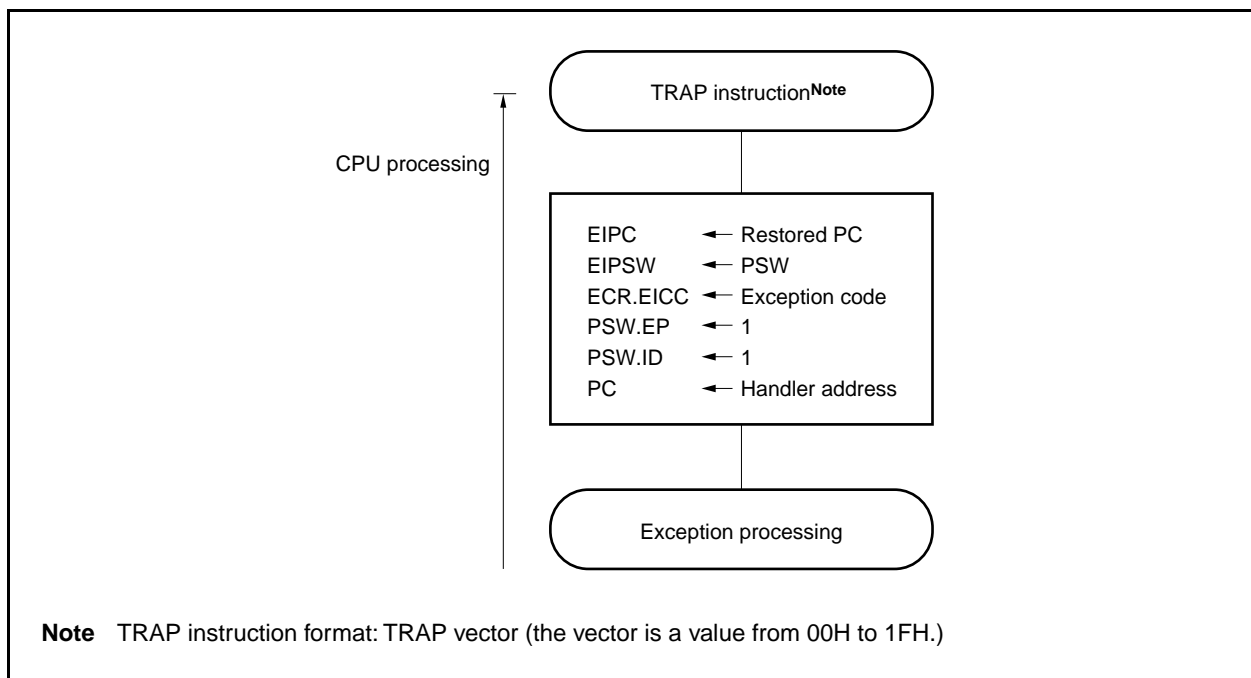 TRAP instructionNote
CPU processing
EIPC ← Restored PC
EIPSW ← PSW
ECR.EICC ← Exception code
PSW.EP ← 1
PSW.ID ← 1
PC ← Handler address
Exception processing
Note TRAP instruction format: TRAP vector (the vector is a value from 00H to 1FH.)